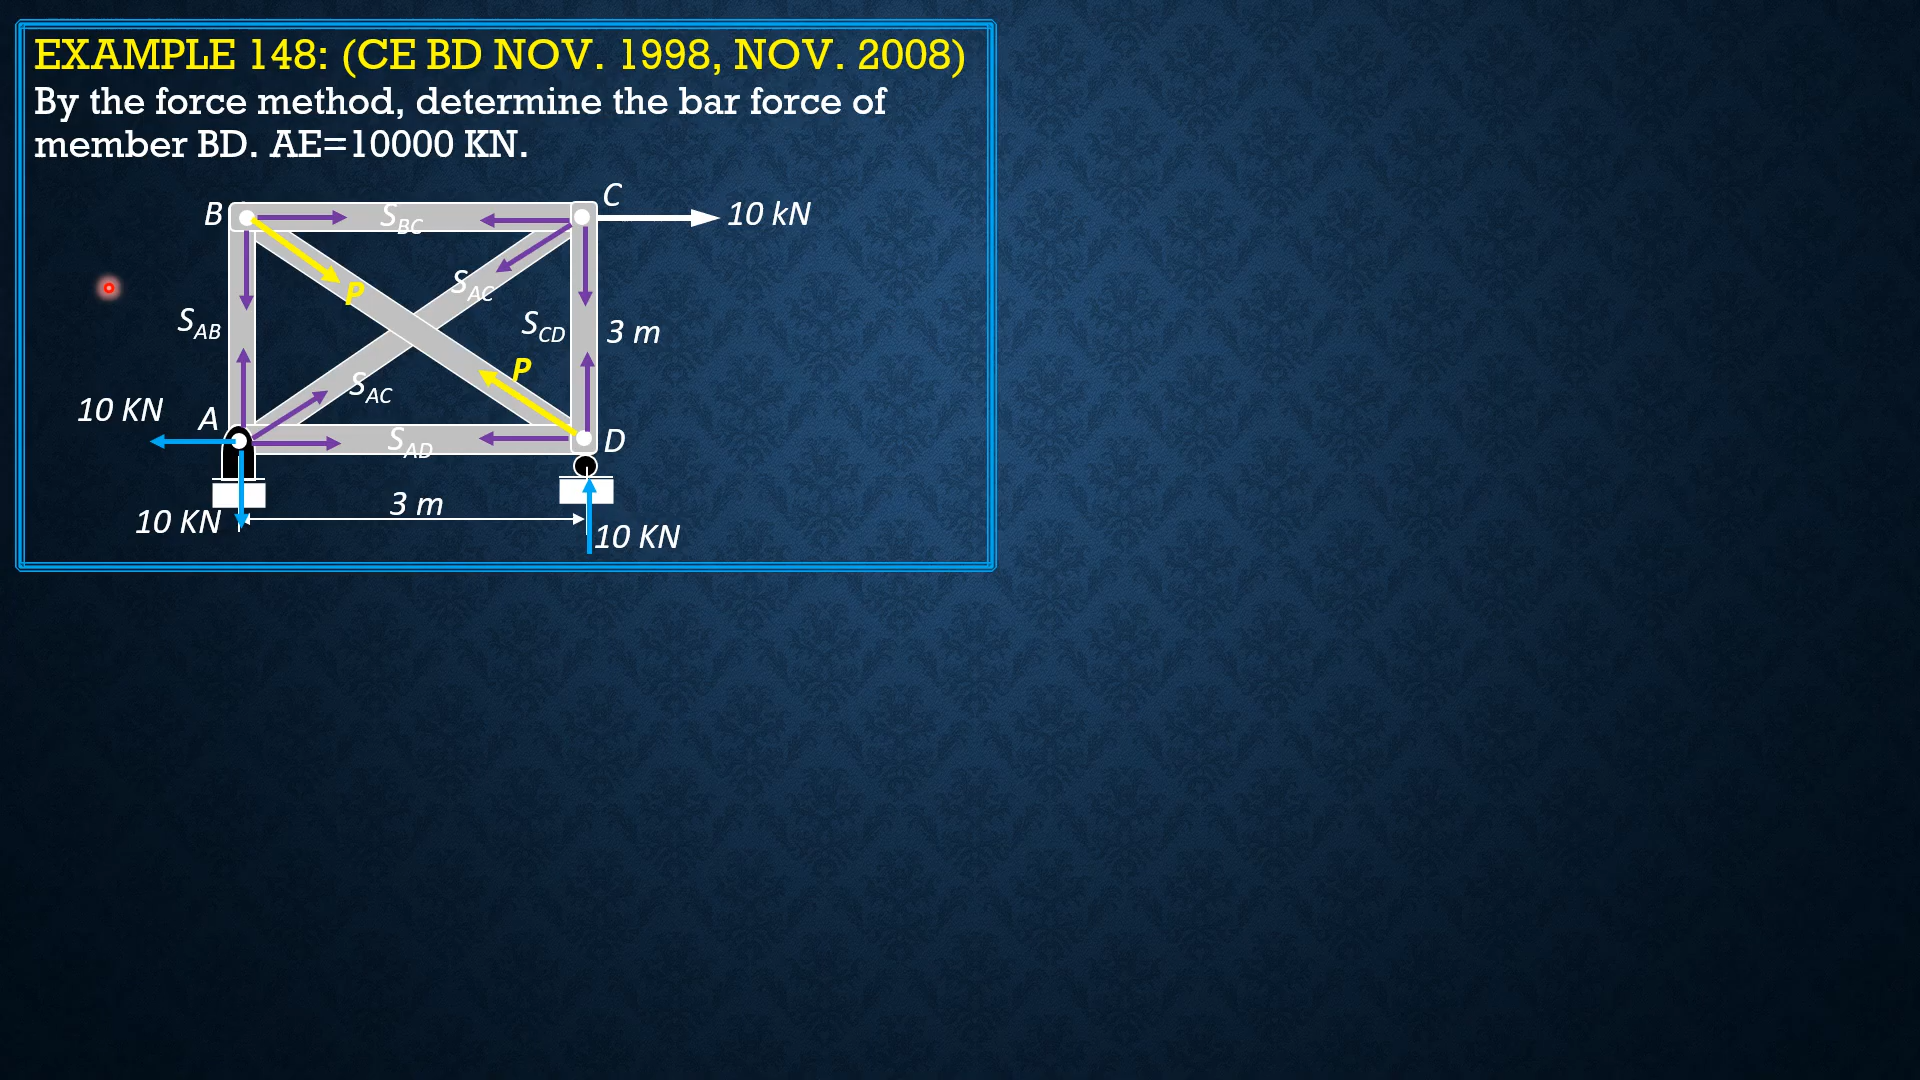 EXAMPLE 148: (CE BD NOV. 1998, NOV. 2008)
By the force method, determine the bar force of
member BD. AE=10000 KN.
C
B
S_BC
10 kN
P
S_AC
S_AB
S_CD
3 m
P
S_AC
10 KN
A
S_AD
D
3 m
10 KN
10 KN